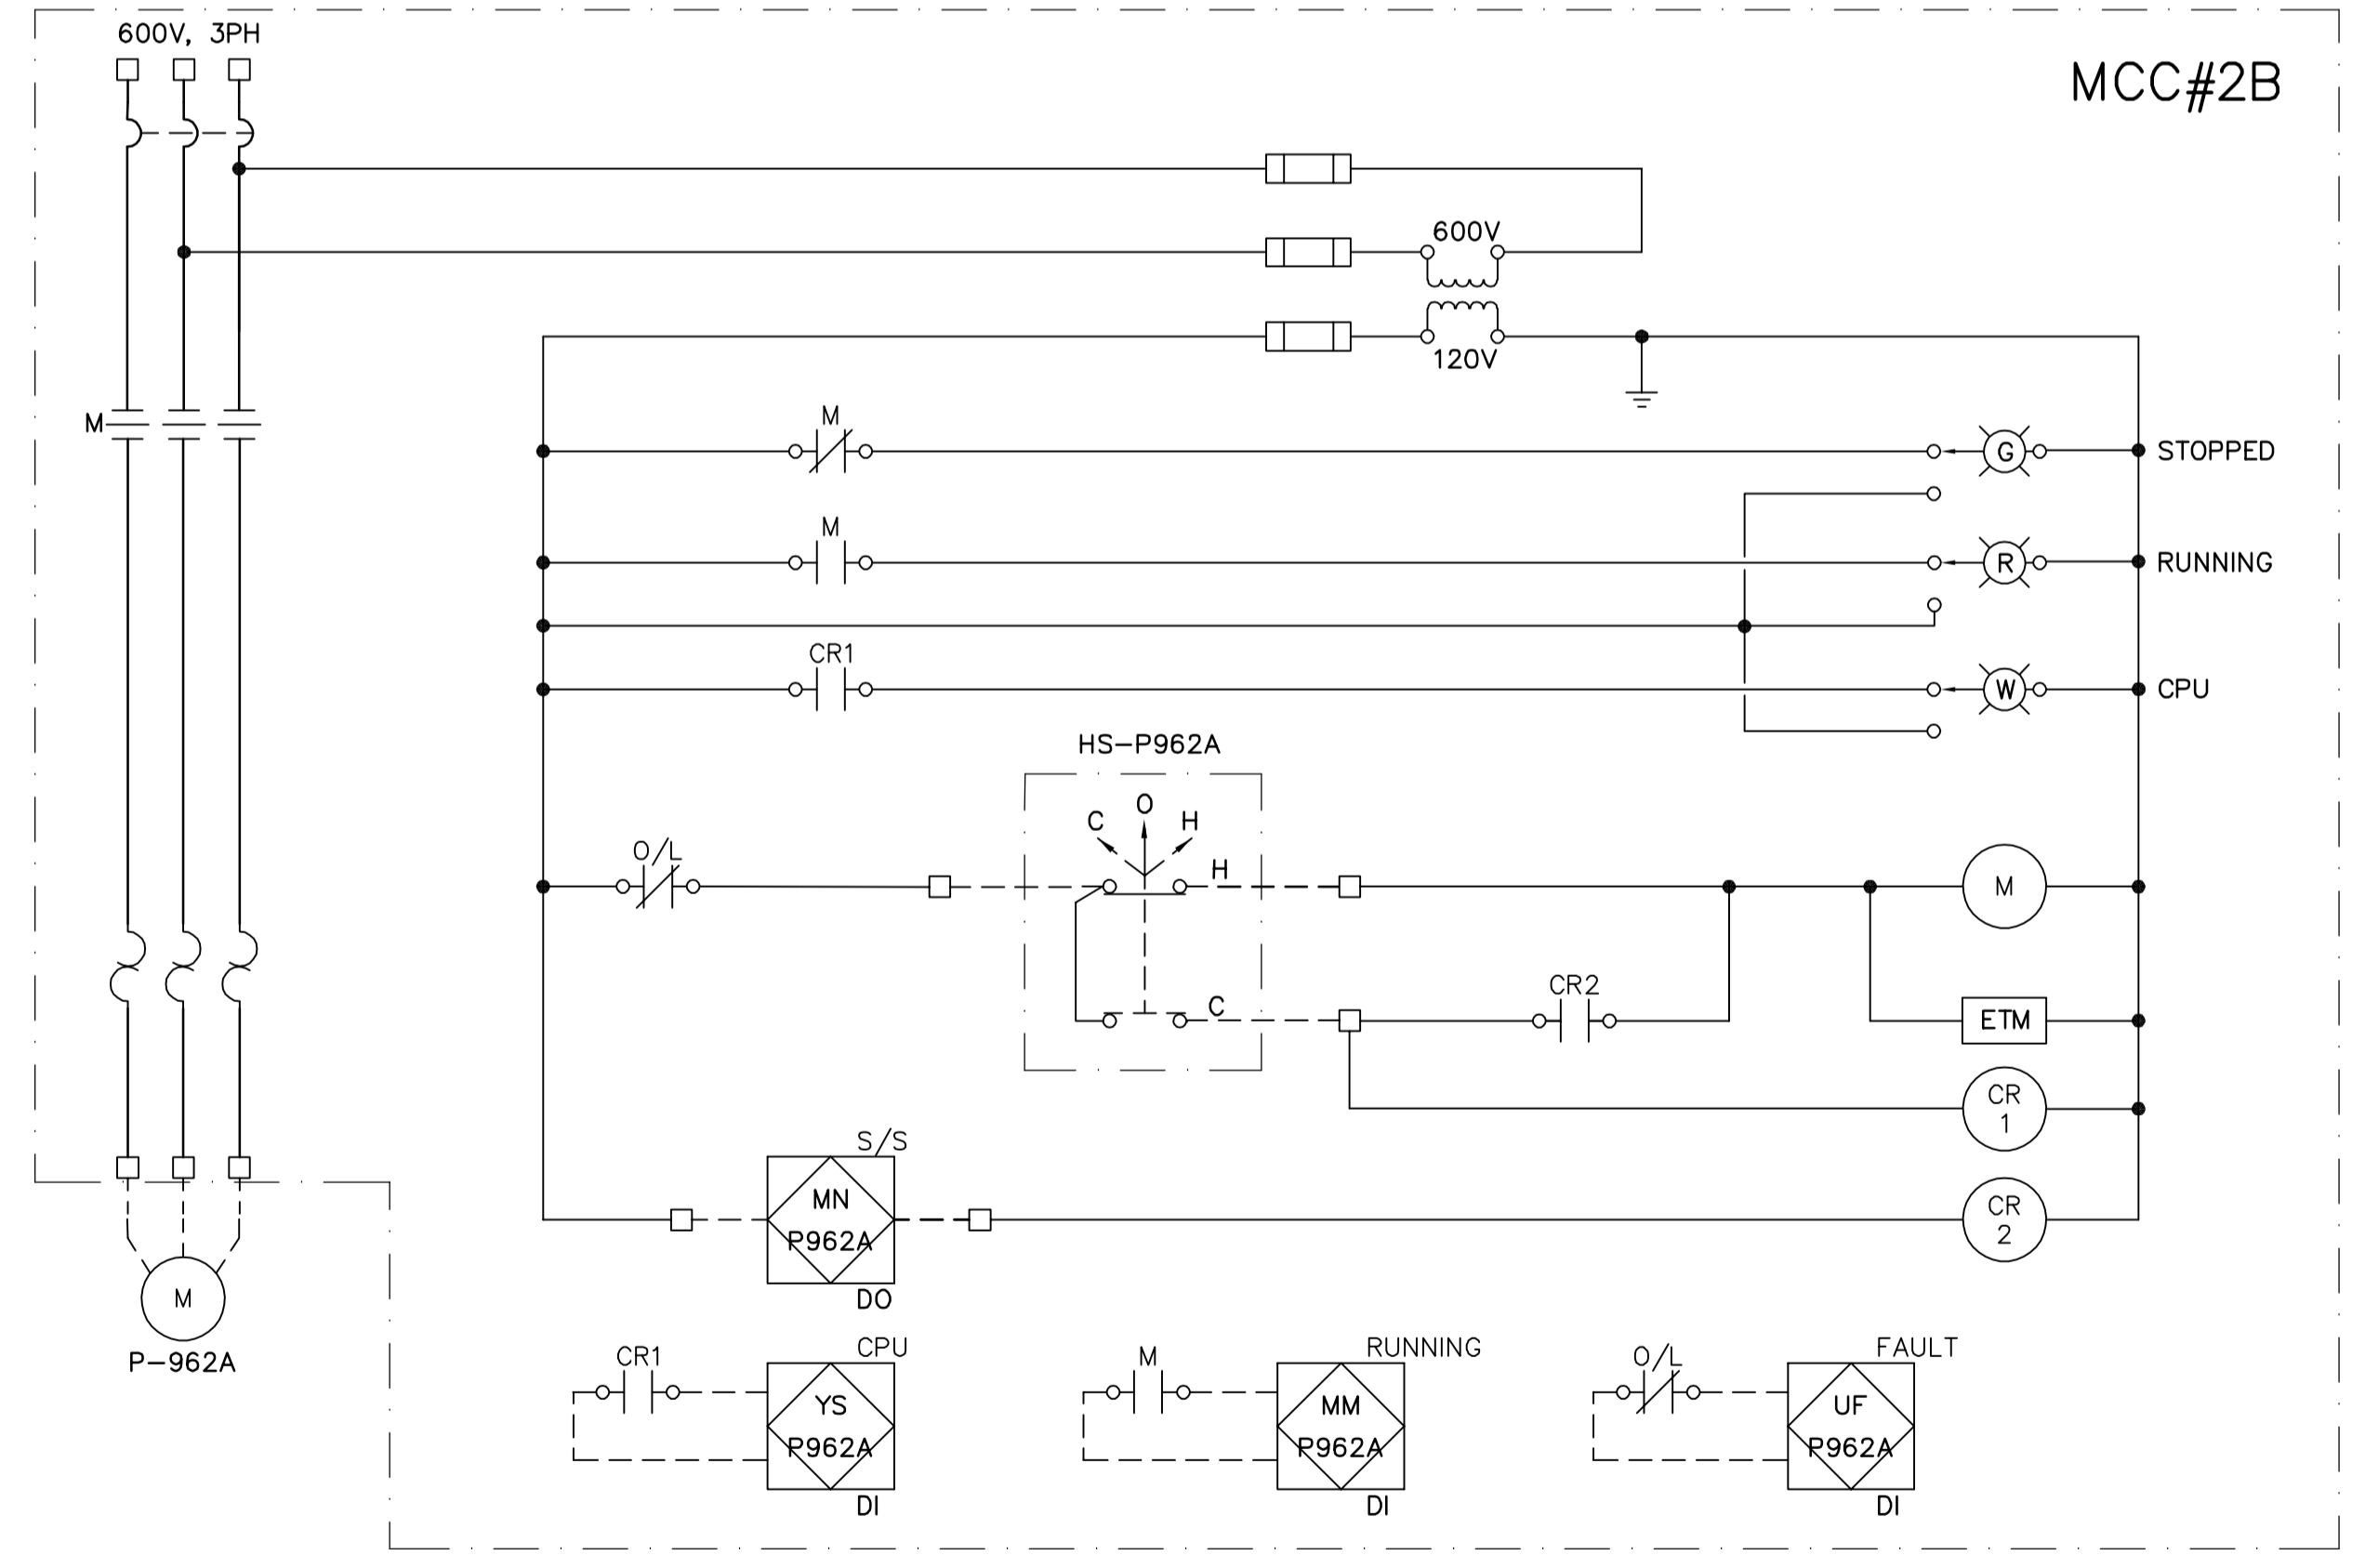 600V, 3PH
MCC#2B
600V
120V
M
M
G
STOPPED
M
R
RUNNING
CR1
W
CPU
HS-P962A
O
C
H
O/L
H
M
C
CR2
ETM
CR
1
S/S
MN
P962A
DO
CR
2
M
P-962A
CR1
CPU
YS
P962A
DI
M
RUNNING
MM
P962A
DI
O/L
FAULT
UF
P962A
DI